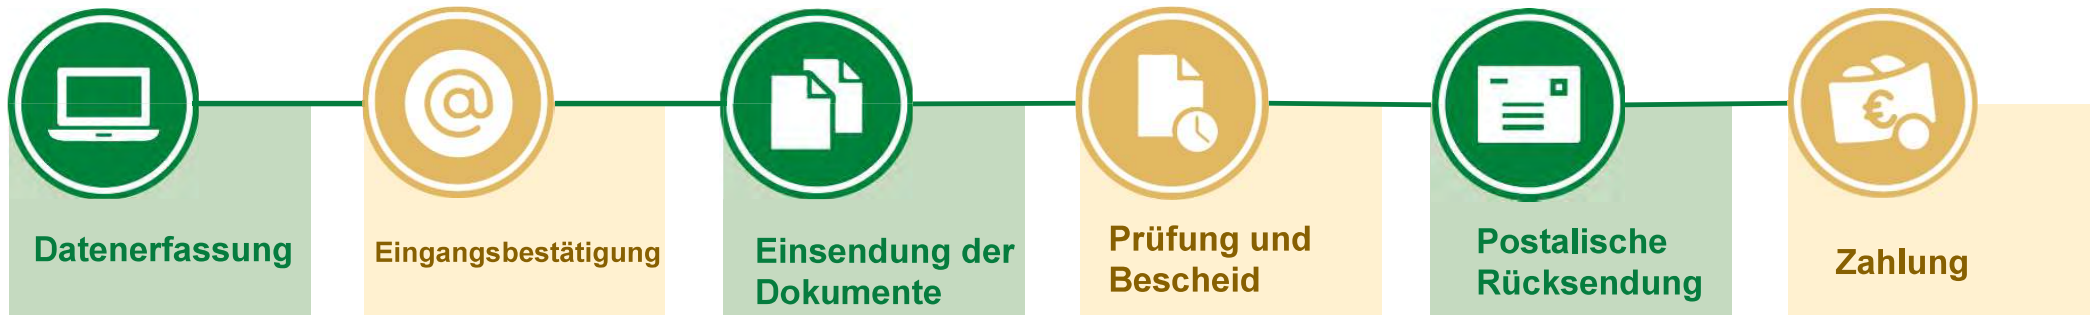 Datenerfassung
Eingangsbestätigung
Einsendung der
Dokumente
Prüfung und
Bescheid
Postalische
Rücksendung
Zahlung